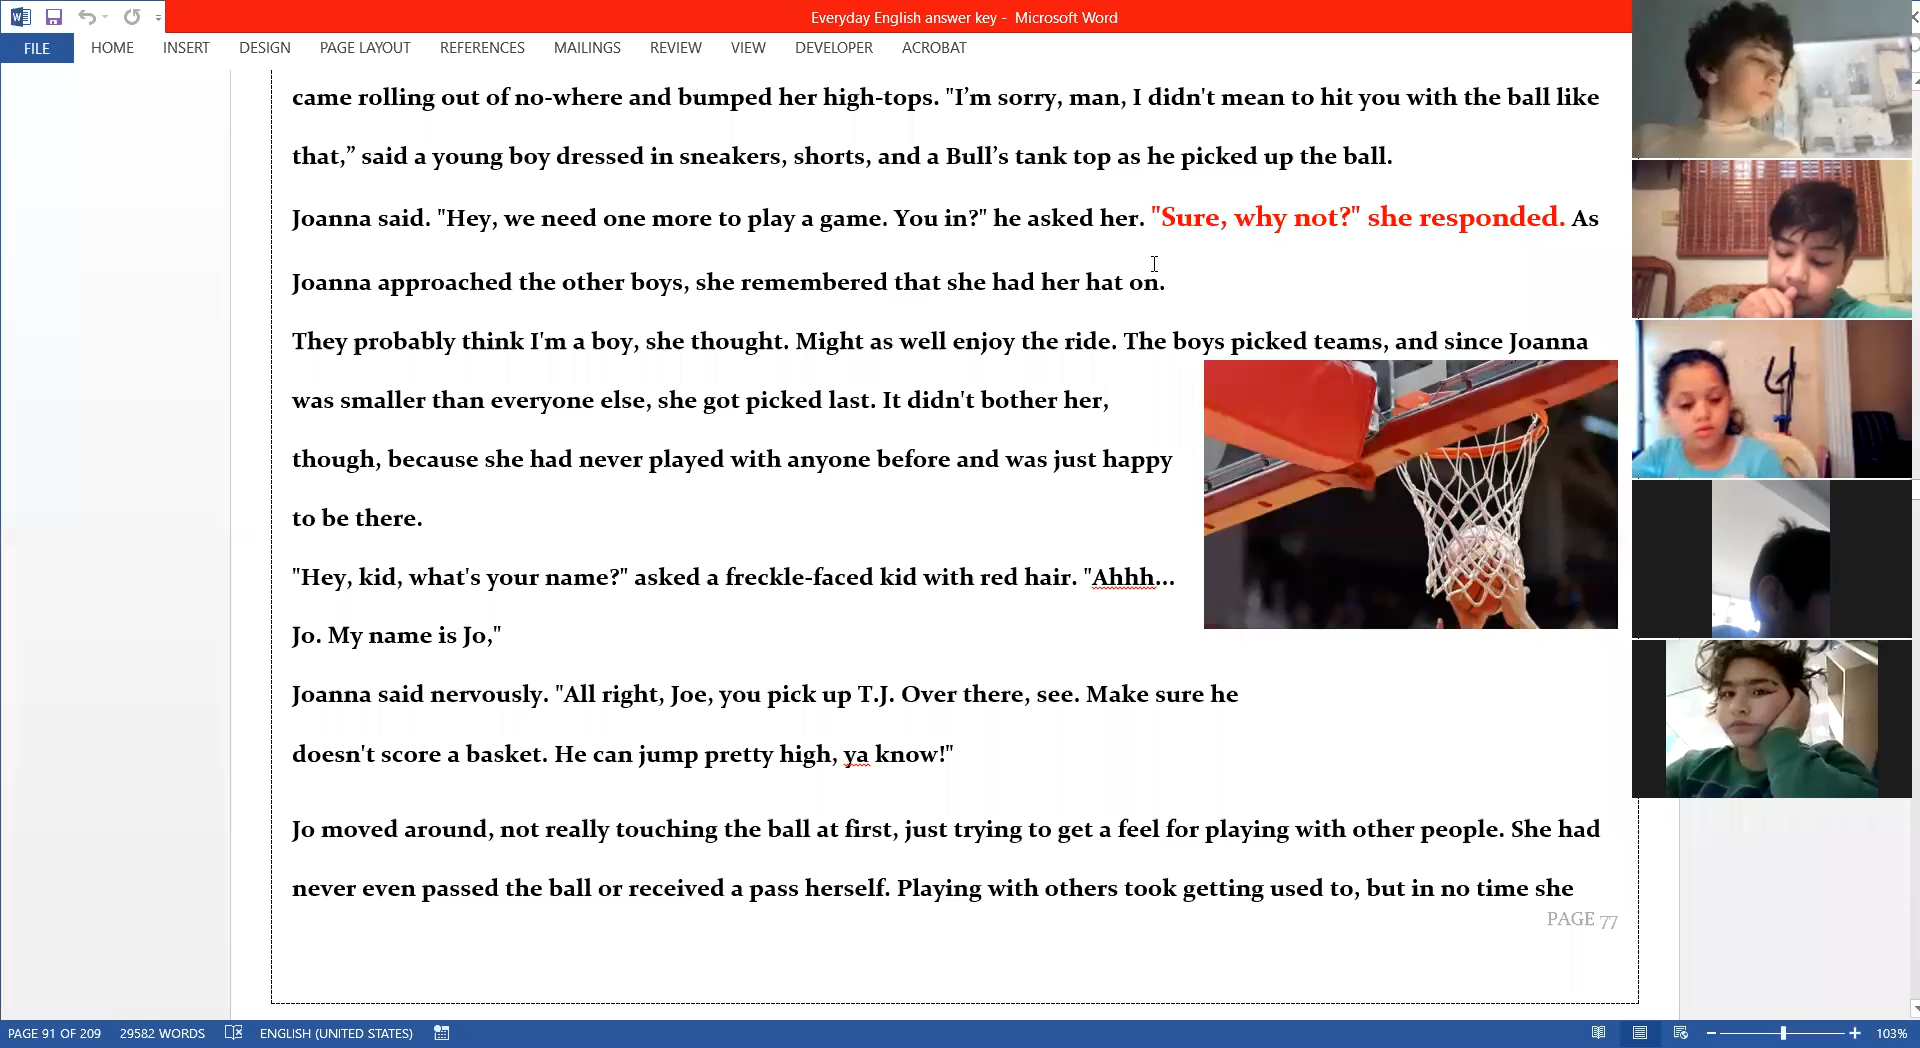 Everyday English answer key - Microsoft Word
FILE HOME INSERT DESIGN PAGE LAYOUT REFERENCES MAILINGS REVIEW VIEW DEVELOPER ACROBAT
came rolling out of no-where and bumped her high-tops. "I’m sorry, man, I didn't mean to hit you with the ball like
that,” said a young boy dressed in sneakers, shorts, and a Bull’s tank top as he picked up the ball.
Joanna said. "Hey, we need one more to play a game. You in?" he asked her. "Sure, why not?" she responded. As
Joanna approached the other boys, she remembered that she had her hat on.
They probably think I'm a boy, she thought. Might as well enjoy the ride. The boys picked teams, and since Joanna
was smaller than everyone else, she got picked last. It didn't bother her,
though, because she had never played with anyone before and was just happy
to be there.
"Hey, kid, what's your name?" asked a freckle-faced kid with red hair. "Ahhh...
Jo. My name is Jo,"
Joanna said nervously. "All right, Joe, you pick up T.J. Over there, see. Make sure he
doesn't score a basket. He can jump pretty high, ya know!"
Jo moved around, not really touching the ball at first, just trying to get a feel for playing with other people. She had
never even passed the ball or received a pass herself. Playing with others took getting used to, but in no time she
PAGE 77
PAGE 91 OF 209 29582 WORDS ENGLISH (UNITED STATES) 103%